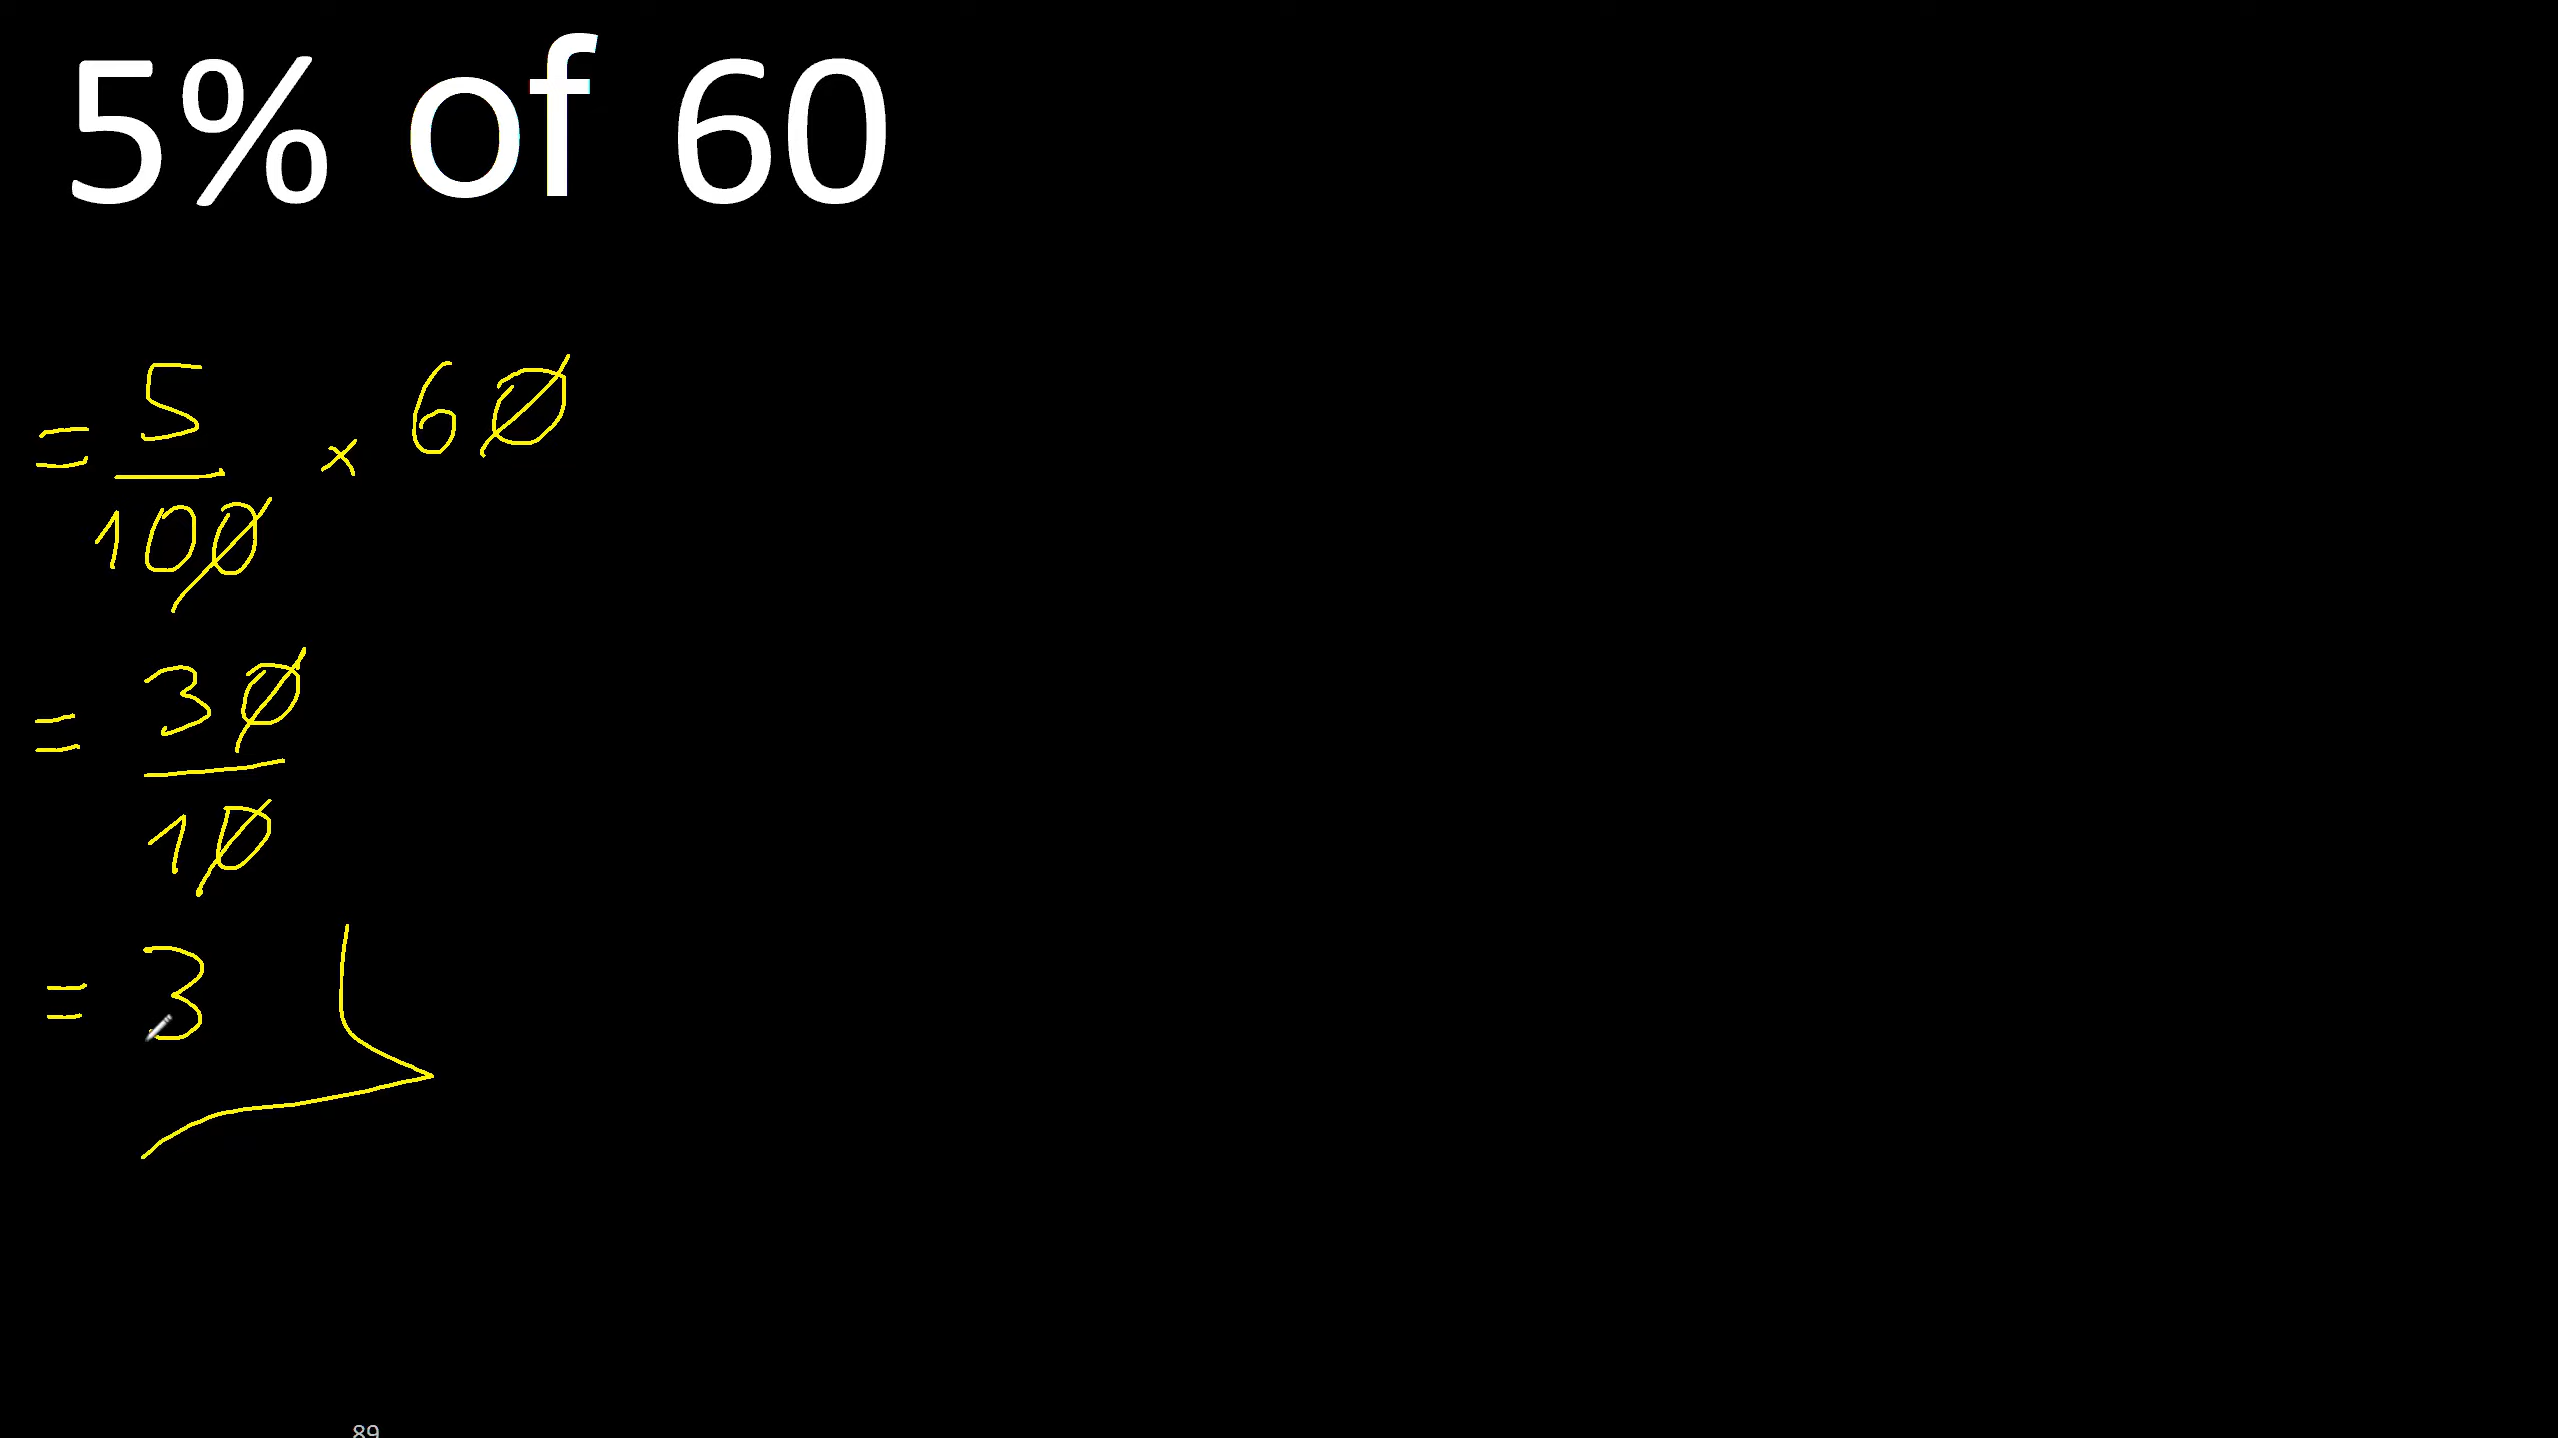 5% of 60
= 5/100 × 60
= 30/10
= 3
89